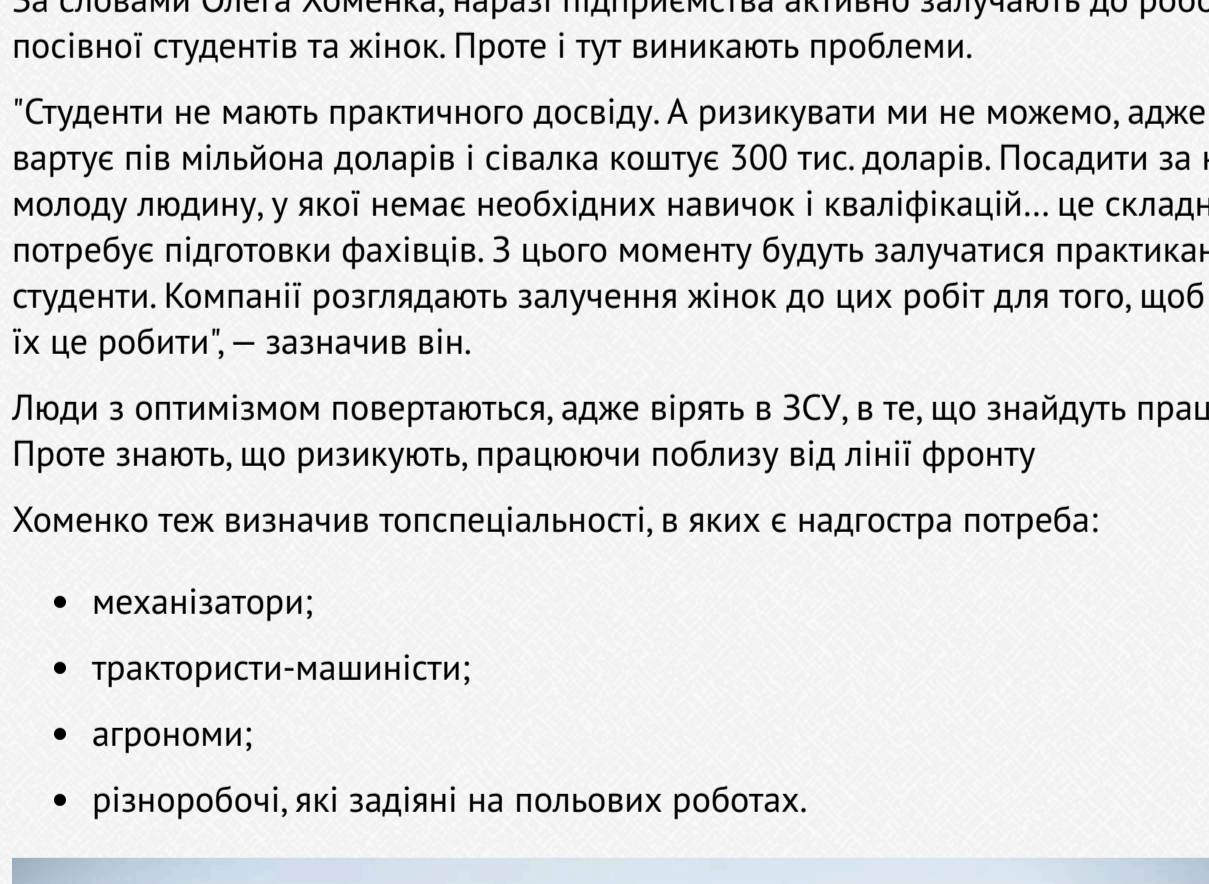 За словами Олега Хоменка, наразі підприємства активно залучають до
посівної студентів та жінок. Проте і тут виникають проблеми.
"Студенти не мають практичного досвіду. А ризикувати ми не можемо, адже
вартує пів мільйона доларів і сівалка коштує 300 тис. доларів. Посадити за
молоду людину, у якої немає необхідних навичок і кваліфікацій... це
потребує підготовки фахівців. З цього моменту будуть залучатися
студенти. Компанії розглядають залучення жінок до цих робіт для того, щоб
їх це робити", — зазначив він.
Люди з оптимізмом повертаються, адже вірять в ЗСУ, в те, що знайдуть
Проте знають, що ризикують, працюючи поблизу від лінії фронту
Хоменко теж визначив топспеціальності, в яких є надгостра потреба:
• механізатори;
• трактористи-машиністи;
• агрономи;
• різноробочі, які задіяні на польових роботах.